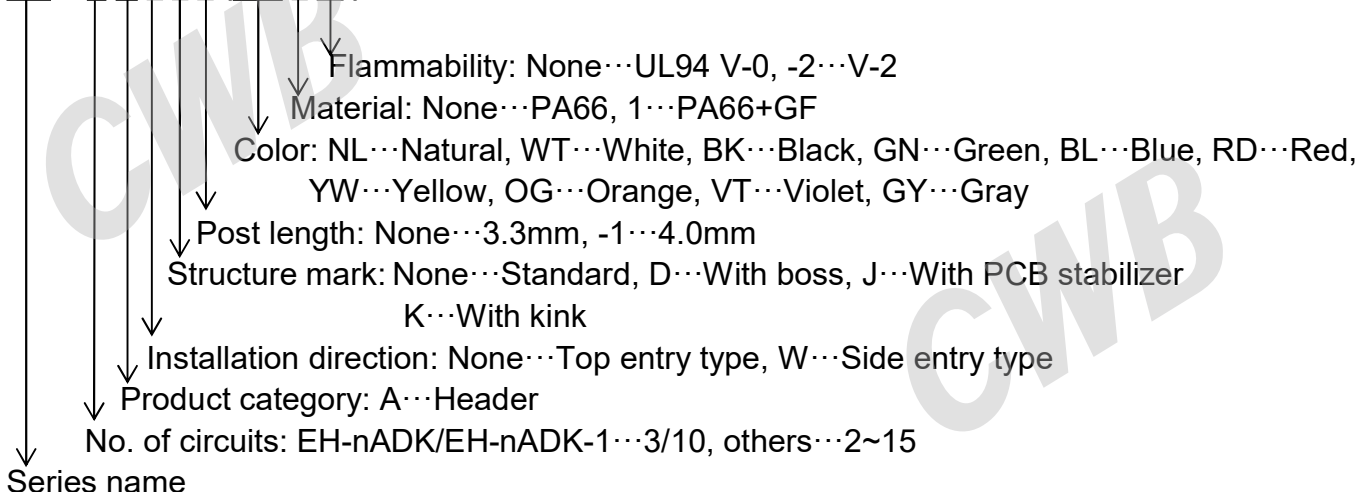 Flammability: None···UL94 V-0, -2···V-2
Material: None···PA66, 1···PA66+GF
Color: NL···Natural, WT···White, BK···Black, GN···Green, BL···Blue, RD···Red,
YW···Yellow, OG···Orange, VT···Violet, GY···Gray
Post length: None···3.3mm, -1···4.0mm
Structure mark: None···Standard, D···With boss, J···With PCB stabilizer
K···With kink
Installation direction: None···Top entry type, W···Side entry type
Product category: A···Header
No. of circuits: EH-nADK/EH-nADK-1···3/10, others···2~15
Series name
CWB
CWB